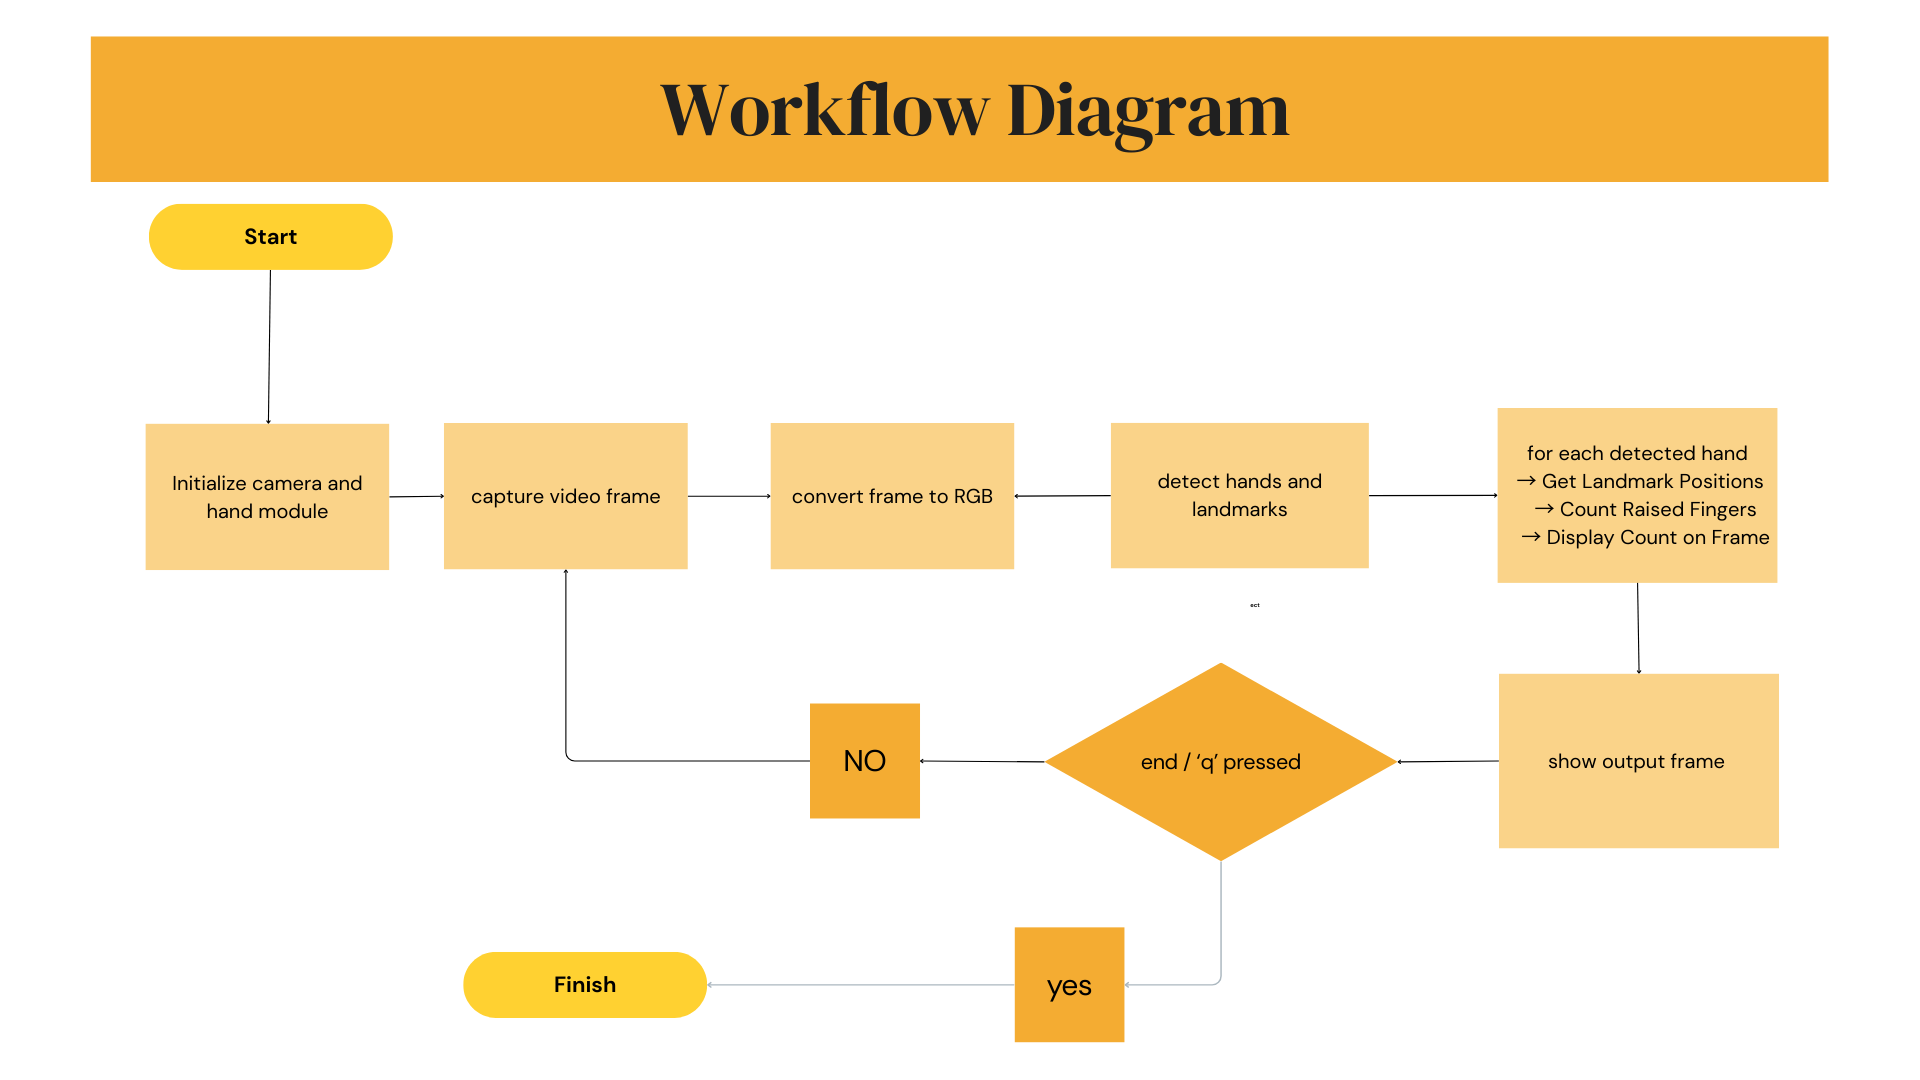 Workflow Diagram
Start
Initialize camera and
hand module
capture video frame
convert frame to RGB
detect hands and
landmarks
for each detected hand
→ Get Landmark Positions
→ Count Raised Fingers
→ Display Count on Frame
ect
NO
end / ‘q’ pressed
show output frame
Finish
yes